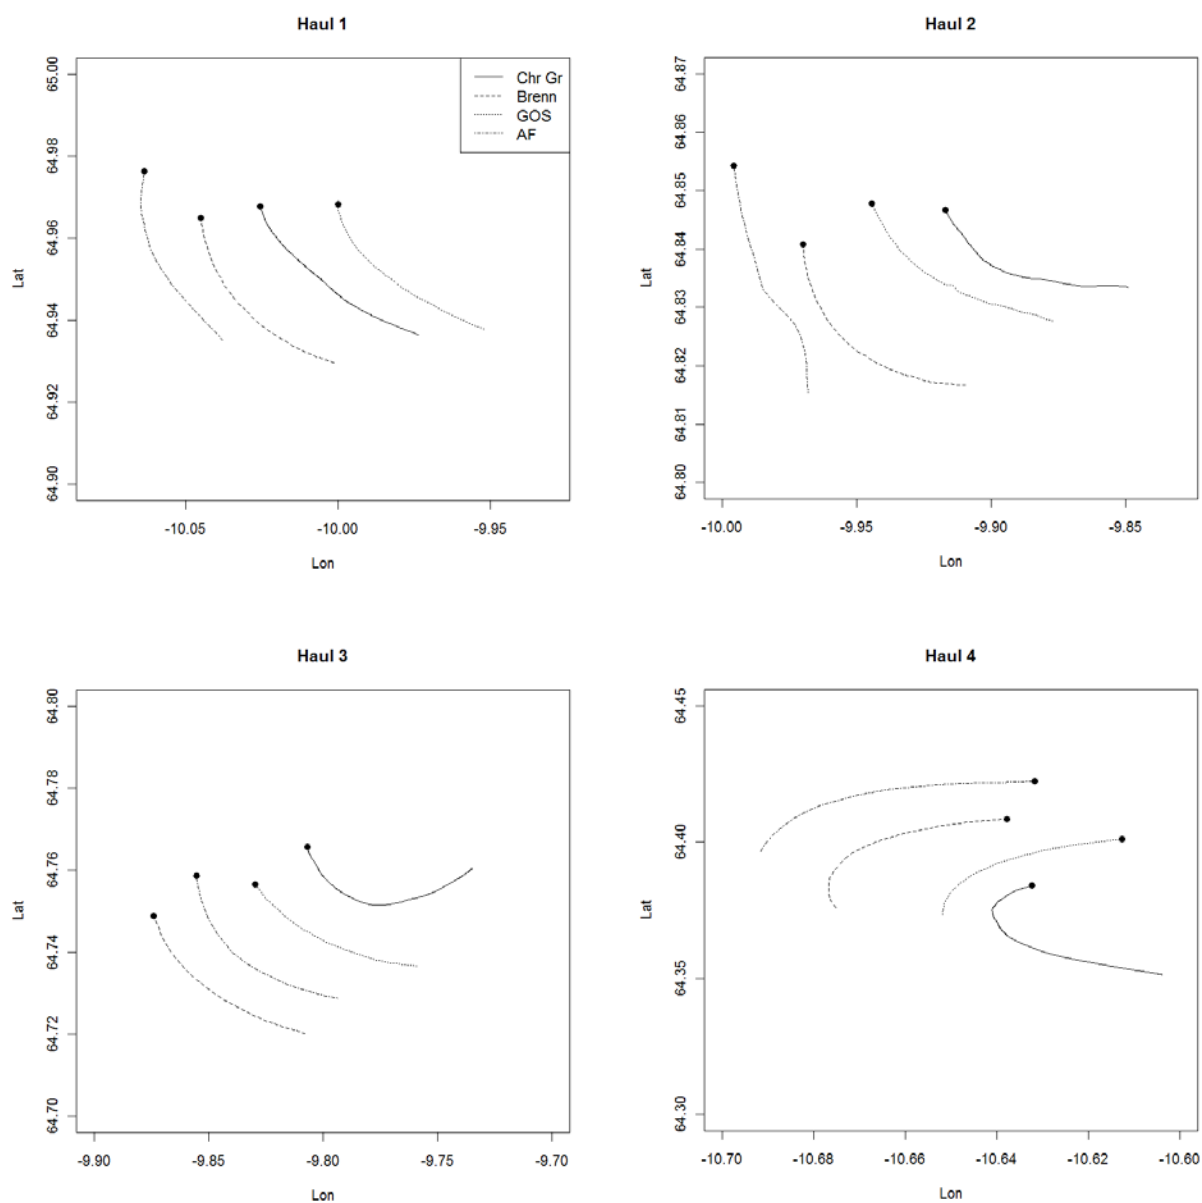 Haul 1
Lat
65.00
64.98
64.96
64.94
64.92
64.90
Chr Gr
Brenn
GOS
AF
-10.05 -10.00 -9.95
Lon
Haul 2
Lat
64.87
64.86
64.85
64.84
64.83
64.82
64.81
64.80
-10.00 -9.95 -9.90 -9.85
Lon
Haul 3
Lat
64.80
64.78
64.76
64.74
64.72
64.70
-9.90 -9.85 -9.80 -9.75 -9.70
Lon
Haul 4
Lat
64.45
64.40
64.35
64.30
-10.70 -10.68 -10.66 -10.64 -10.62 -10.60
Lon